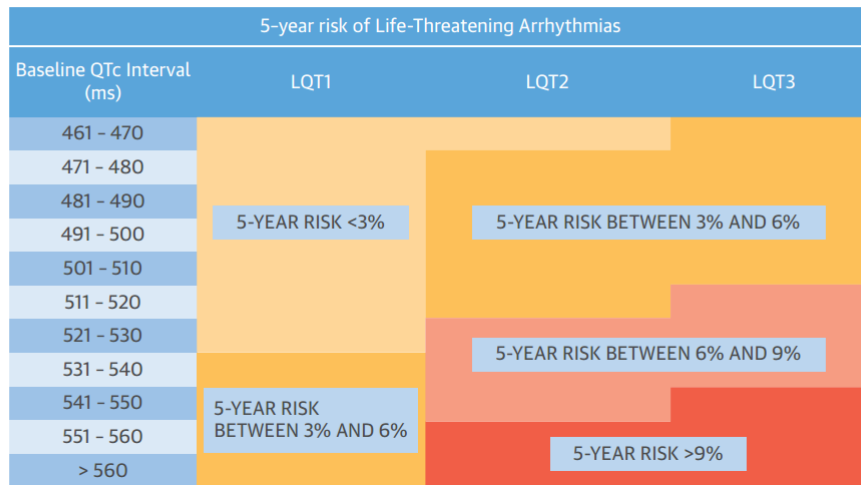 5-year risk of Life-Threatening Arrhythmias
Baseline QTc Interval
(ms)
LQT1
LQT2
LQT3
461 – 470
471 – 480
481 – 490
491 – 500
5-YEAR RISK <3%
5-YEAR RISK BETWEEN 3% AND 6%
501 – 510
511 – 520
521 – 530
531 – 540
5-YEAR RISK BETWEEN 6% AND 9%
541 – 550
5-YEAR RISK
BETWEEN 3% AND 6%
551 – 560
> 560
5-YEAR RISK >9%